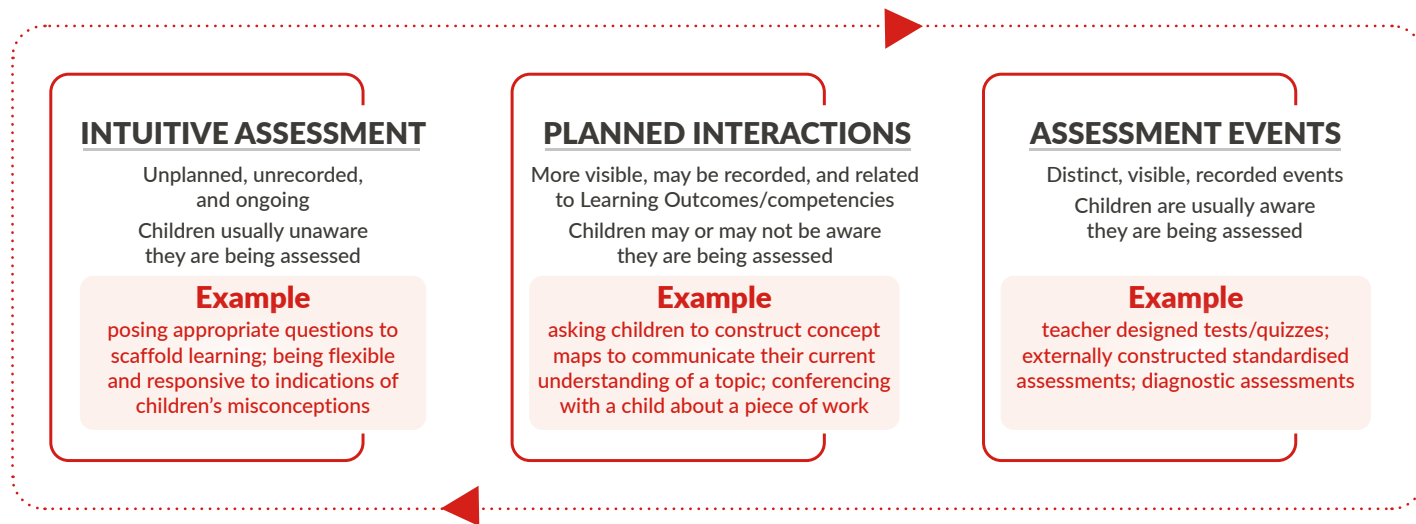 INTUITIVE ASSESSMENT
Unplanned, unrecorded,
and ongoing
Children usually unaware
they are being assessed
Example
posing appropriate questions to
scaffold learning; being flexible
and responsive to indications of
children’s misconceptions
PLANNED INTERACTIONS
More visible, may be recorded, and related
to Learning Outcomes/competencies
Children may or may not be aware
they are being assessed
Example
asking children to construct concept
maps to communicate their current
understanding of a topic; conferencing
with a child about a piece of work
ASSESSMENT EVENTS
Distinct, visible, recorded events
Children are usually aware
they are being assessed
Example
teacher designed tests/quizzes;
externally constructed standardised
assessments; diagnostic assessments